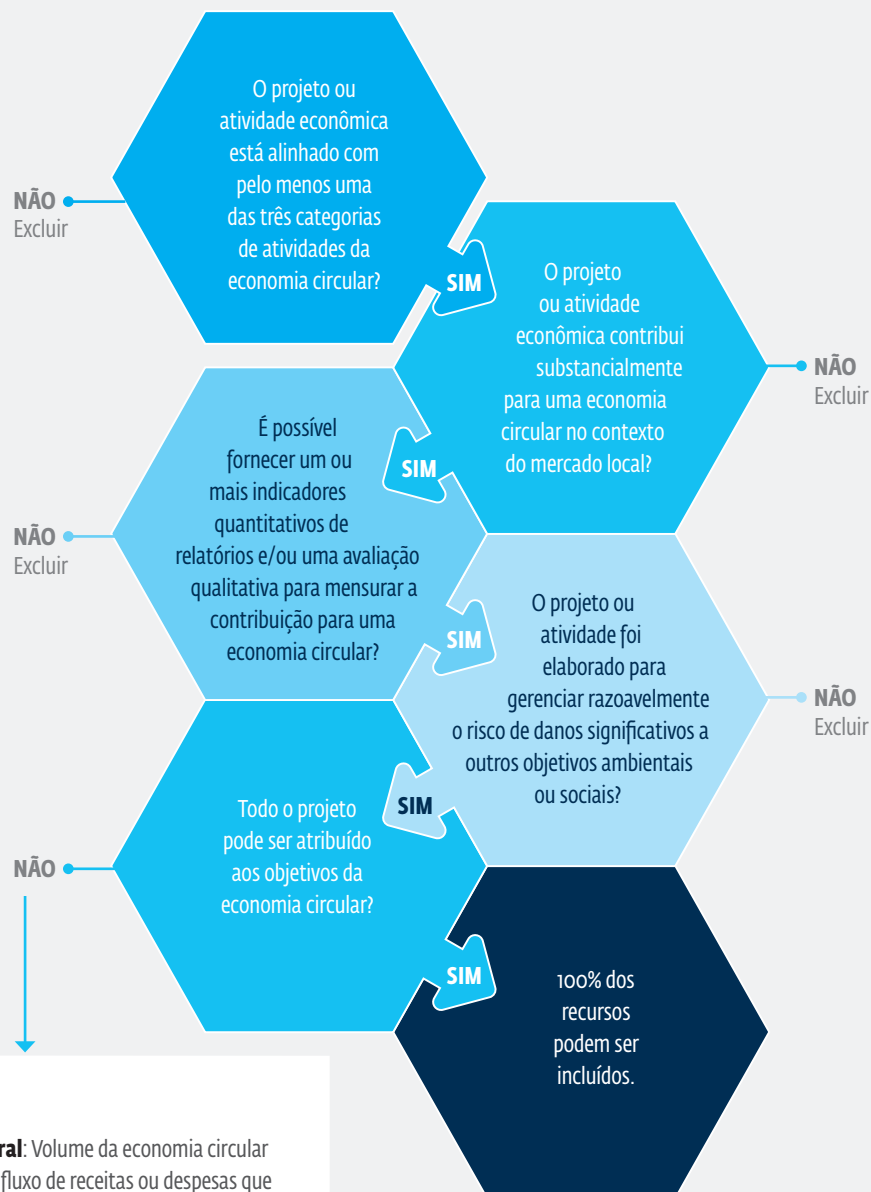 O projeto ou
atividade econômica
está alinhado com
pelo menos uma
das três categorias
de atividades da
economia circular?
NÃO
Excluir
SIM
O projeto
ou atividade
econômica contribui
substancialmente
para uma economia
circular no contexto
do mercado local?
NÃO
Excluir
SIM
É possível
fornecer um ou
mais indicadores
quantitativos de
relatórios e/ou uma avaliação
qualitativa para mensurar a
contribuição para uma
economia circular?
NÃO
Excluir
SIM
O projeto ou
atividade foi
elaborado para
gerenciar razoavelmente
o risco de danos significativos a
outros objetivos ambientais
ou sociais?
NÃO
Excluir
SIM
Todo o projeto
pode ser atribuído
aos objetivos da
economia circular?
NÃO
SIM
100% dos
recursos
podem ser
incluídos.
: Volume da economia circular
fluxo de receitas ou despesas que